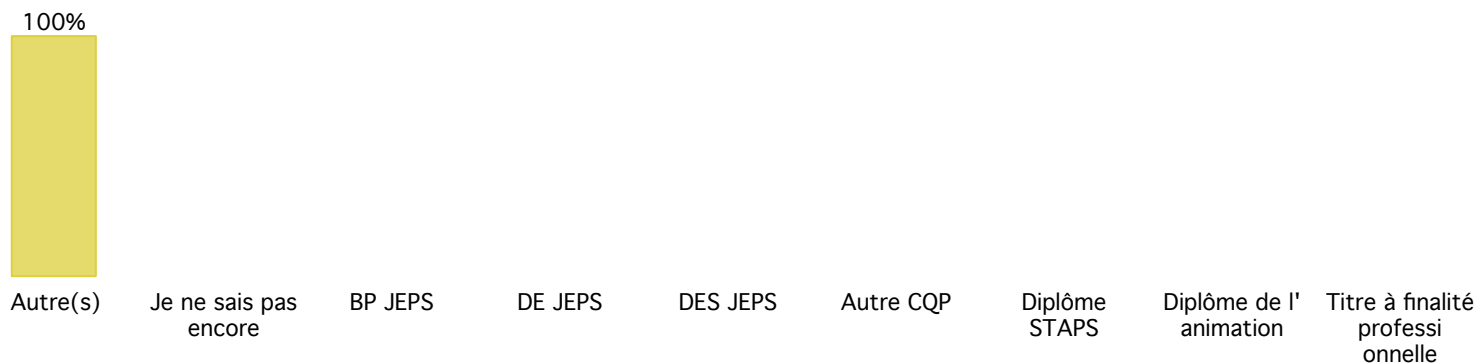 100%
Autre(s)
Je ne sais pas
encore
BP JEPS
DE JEPS
DES JEPS
Autre CQP
Diplôme
STAPS
Diplôme de l'
animation
Titre à finalité
professi
onnelle